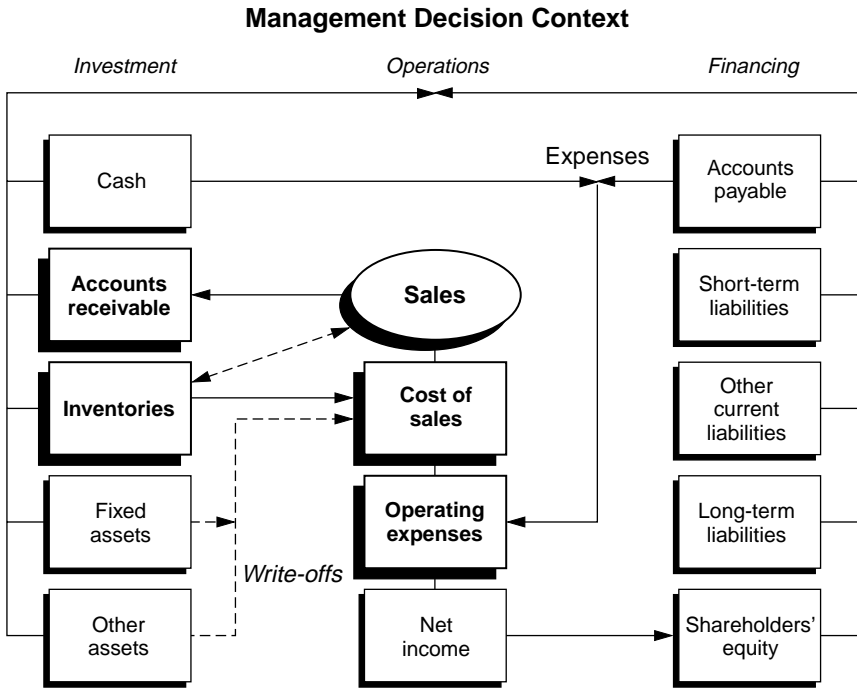 Management Decision Context
Investment
Operations
Financing
Cash
Expenses
Accounts
payable
Accounts
receivable
Sales
Short-term
liabilities
Inventories
Cost of
sales
Other
current
liabilities
Fixed
assets
Operating
expenses
Long-term
liabilities
Write-offs
Other
assets
Net
income
Shareholders’
equity